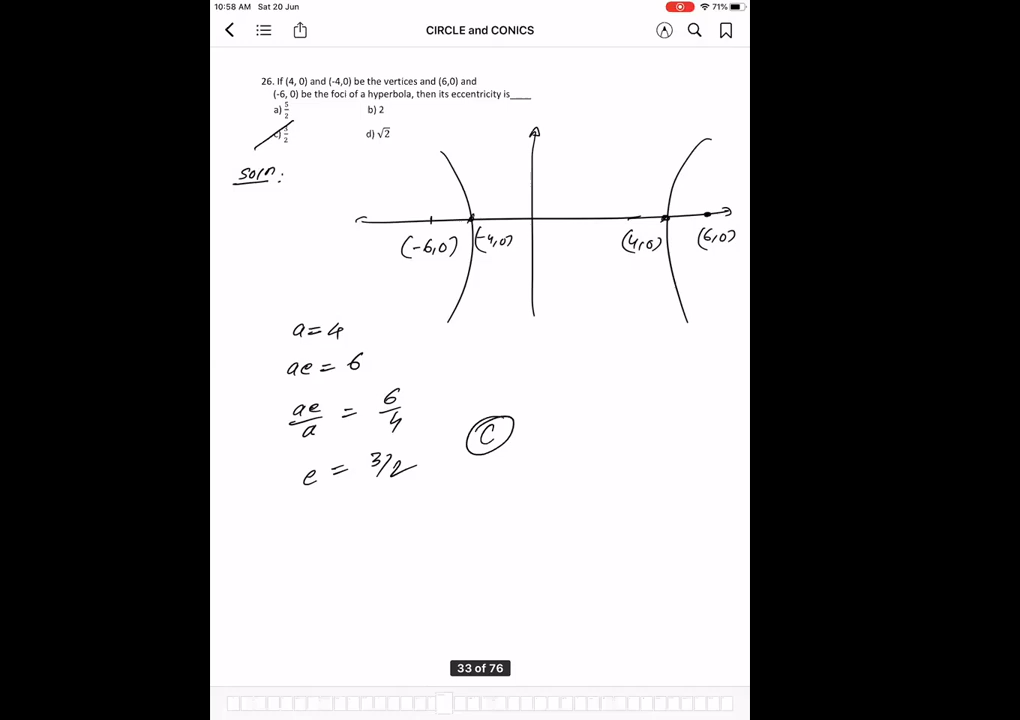 10:58 AM Sat 20 Jun 71%
CIRCLE and CONICS
26. If (4, 0) and (-4,0) be the vertices and (6,0) and
(-6, 0) be the foci of a hyperbola, then its eccentricity is____
a) 5/2 b) 2
c) 3/2 d) √2
Soln:
(-6,0) (-4,0) (4,0) (6,0)
a = 4
ae = 6
ae/a = 6/4
C
e = 3/2
33 of 76